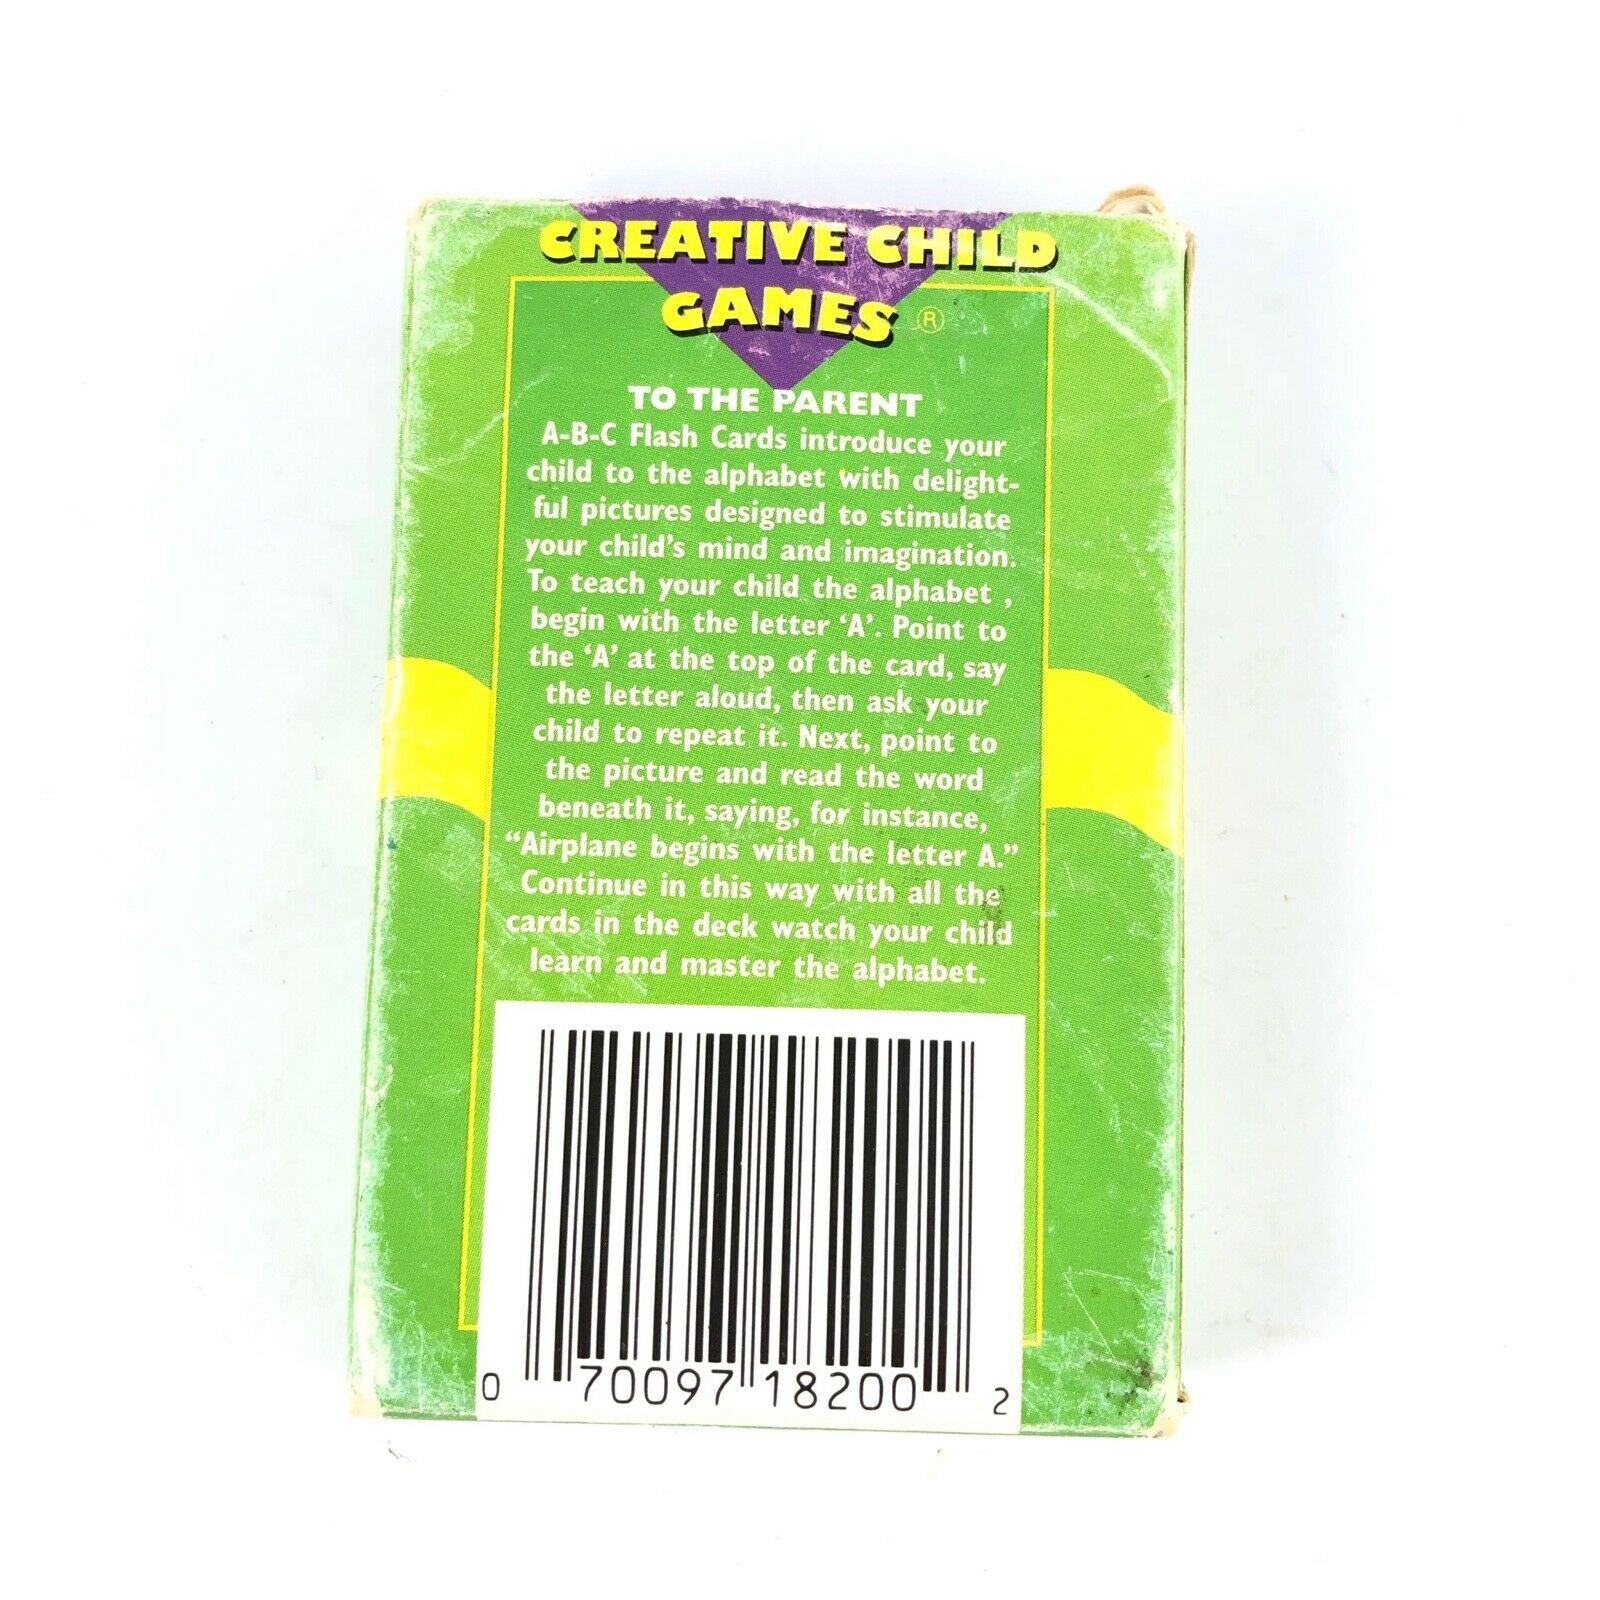 CREATIVE CHILD
GAMES ®
TO THE PARENT
A-B-C Flash Cards introduce your
child to the alphabet with delight-
ful pictures designed to stimulate
your child's mind and imagination.
To teach your child the alphabet ,
begin with the letter ‘A’. Point to
the ‘A’ at the top of the card, say
the letter aloud, then ask your
child to repeat it. Next, point to
the picture and read the word
beneath it, saying, for instance,
“Airplane begins with the letter A.”
Continue in this way with all the
cards in the deck watch your child
learn and master the alphabet.
0 70097 18200 2